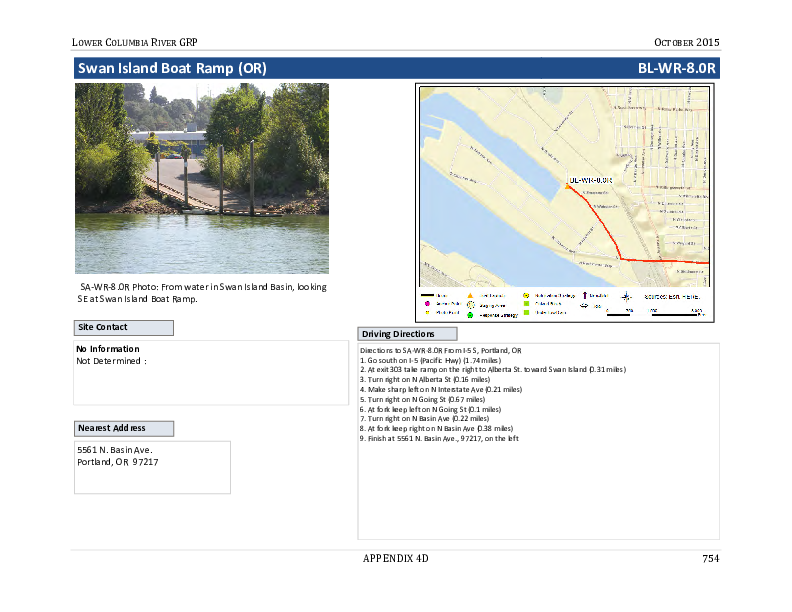 LOWER COLUMBIA RIVER GRP
OCTOBER 2015
Swan Island Boat Ramp (OR)
BL-WR-8.0R
BL-WR-8.0R
Sources: Esri, HERE,
SA-WR-8.0R Photo: From water in Swan Island Basin, looking
SE at Swan Island Boat Ramp.
Site Contact
No Information
Not Determined :
Nearest Address
5561 N. Basin Ave.
Portland, OR 97217
Driving Directions
Directions to SA-WR-8.0R From I-5 S, Portland, OR
1. Go south on I-5 (Pacific Hwy) (1.74 miles)
2. At exit 303 take ramp on the right to Alberta St. toward Swan Island (0.31 miles)
3. Turn right on N Alberta St (0.16 miles)
4. Make sharp left on N Interstate Ave (0.21 miles)
5. Turn right on N Going St (0.67 miles)
6. At fork keep left on N Going St (0.1 miles)
7. Turn right on N Basin Ave (0.22 miles)
8. At fork keep right on N Basin Ave (0.38 miles)
9. Finish at 5561 N. Basin Ave., 97217, on the left
APPENDIX 4D
754